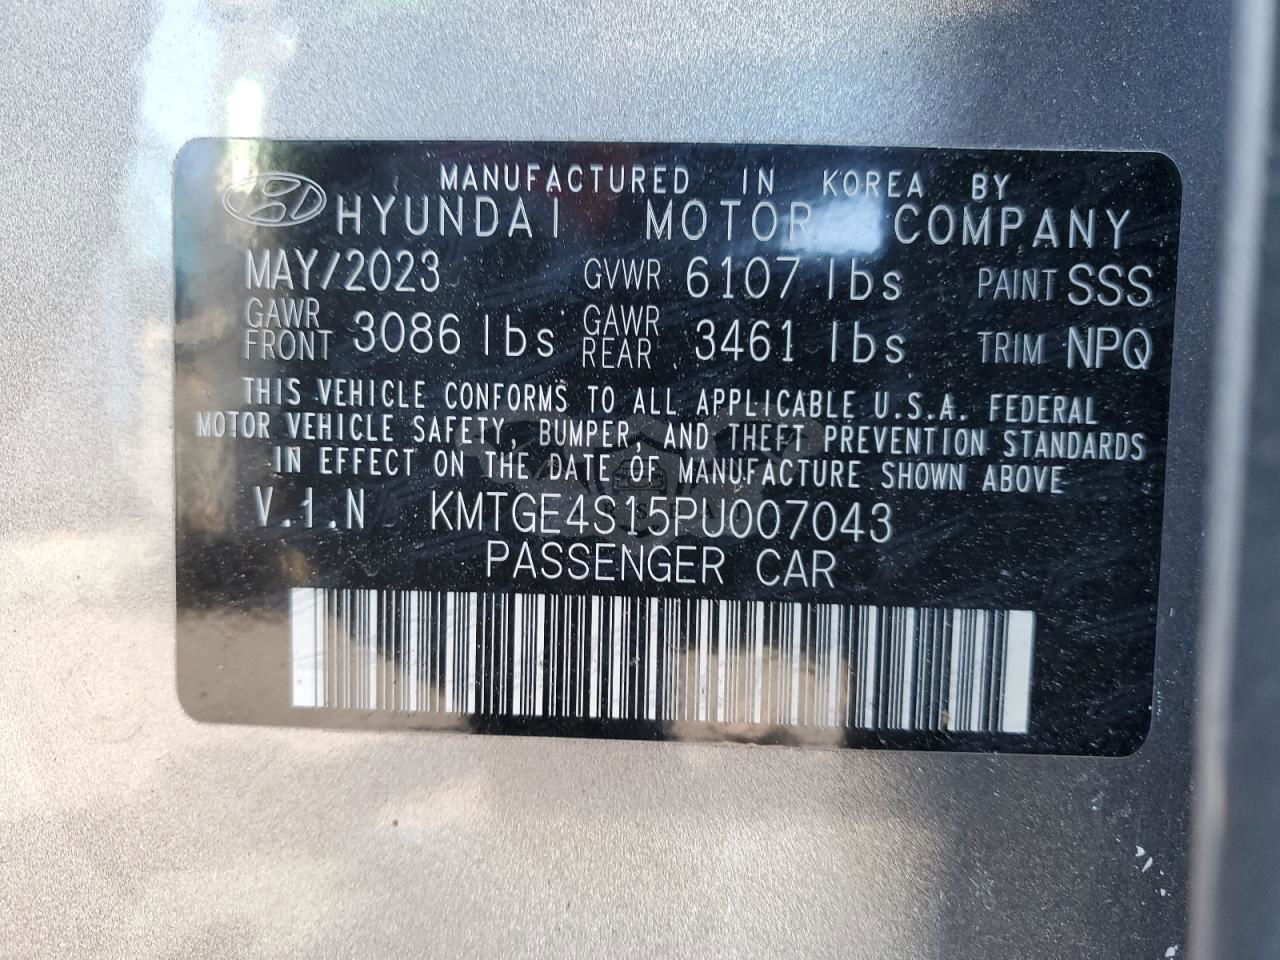 MANUFACTURED IN KOREA BY
HYUNDAI MOTOR COMPANY
MAY/2023 GVWR 6107 lbs PAINT SSS
GAWR FRONT 3086 lbs GAWR REAR 3461 lbs TRIM NPQ
THIS VEHICLE CONFORMS TO ALL APPLICABLE U.S.A. FEDERAL
MOTOR VEHICLE SAFETY, BUMPER, AND THEFT PREVENTION STANDARDS
IN EFFECT ON THE DATE OF MANUFACTURE SHOWN ABOVE
V.I.N KMTGE4S15PU007043
PASSENGER CAR